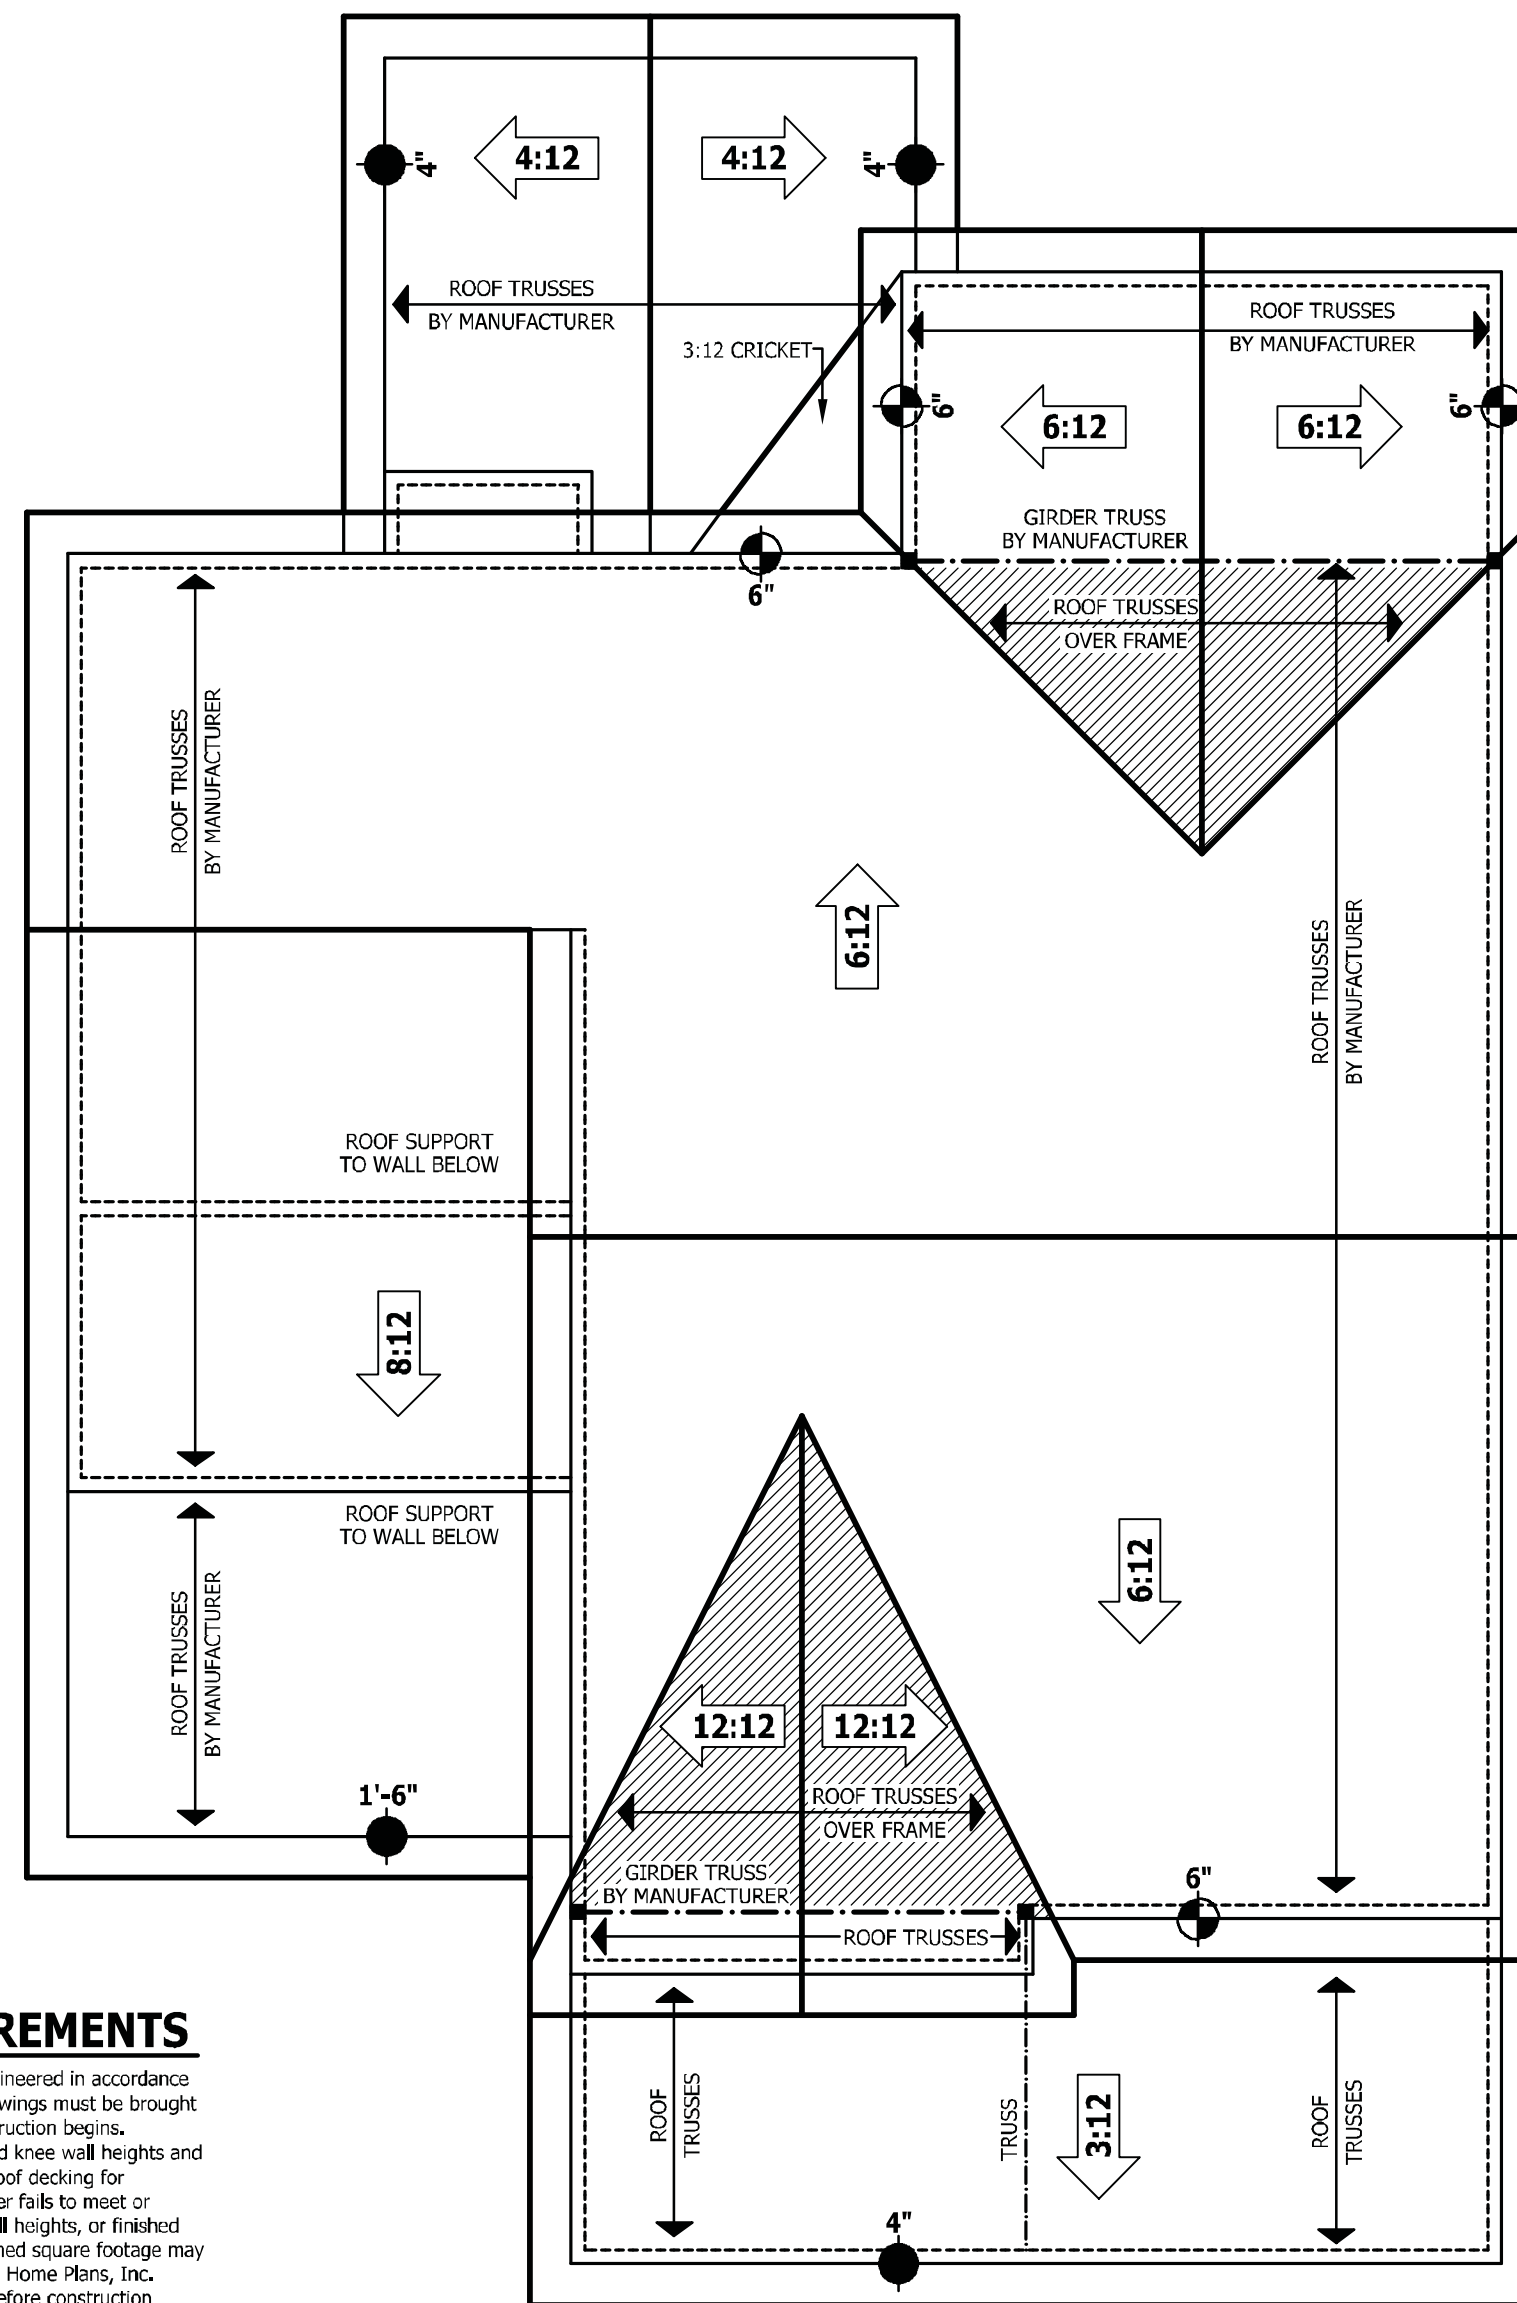 4:12
4:12
4"
4"
ROOF TRUSSES
BY MANUFACTURER
ROOF TRUSSES
BY MANUFACTURER
3:12 CRICKET
6"
6"
6:12
6:12
GIRDER TRUSS
BY MANUFACTURER
6"
ROOF TRUSSES
OVER FRAME
ROOF TRUSSES
BY MANUFACTURER
6:12
ROOF TRUSSES
BY MANUFACTURER
ROOF SUPPORT
TO WALL BELOW
8:12
ROOF SUPPORT
TO WALL BELOW
6:12
ROOF TRUSSES
BY MANUFACTURER
12:12
12:12
1'-6"
ROOF TRUSSES
OVER FRAME
GIRDER TRUSS
BY MANUFACTURER
6"
ROOF TRUSSES
ROOF
TRUSSES
TRUSS
3:12
ROOF
TRUSSES
4"
REMENTS
ineered in accordance
wings must be brought
truction begins.
d knee wall heights and
oof decking for
er fails to meet or
ll heights, or finished
ned square footage may
Home Plans, Inc.
efore construction